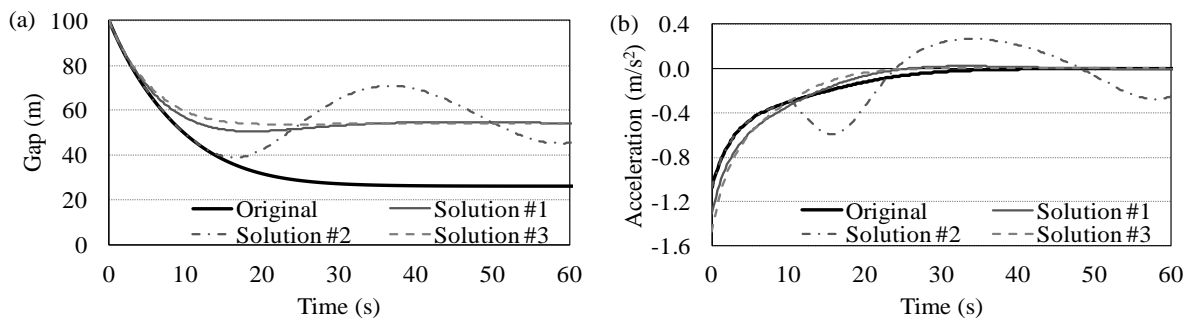 (a)
100
80
60
40
20
0
Gap (m)
Original
Solution #1
Solution #2
Solution #3
0 10 20 30 40 50 60
Time (s)
(b)
0.4
0.0
-0.4
-0.8
-1.2
-1.6
Acceleration (m/s²)
Original
Solution #1
Solution #2
Solution #3
0 10 20 30 40 50 60
Time (s)